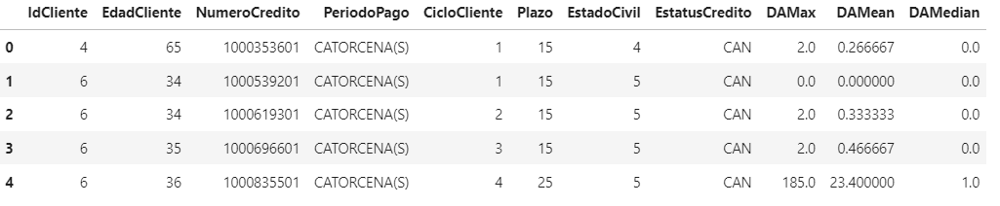 IdCliente EdadCliente NumeroCredito PeriodoPago CicloCliente Plazo EstadoCivil EstatusCredito DAMax DAMean DAMedian
0 4 65 1000353601 CATORCENA(S) 1 15 4 CAN 2.0 0.266667 0.0
1 6 34 1000539201 CATORCENA(S) 1 15 5 CAN 0.0 0.000000 0.0
2 6 34 1000619301 CATORCENA(S) 2 15 5 CAN 2.0 0.333333 0.0
3 6 35 1000696601 CATORCENA(S) 3 15 5 CAN 2.0 0.466667 0.0
4 6 36 1000835501 CATORCENA(S) 4 25 5 CAN 185.0 23.400000 1.0